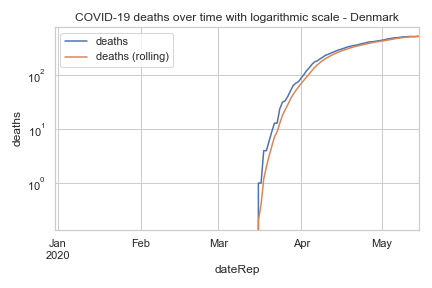 COVID-19 deaths over time with logarithmic scale - Denmark
deaths
deaths (rolling)
10²
10¹
10⁰
deaths
Jan Feb Mar Apr May
2020
dateRep